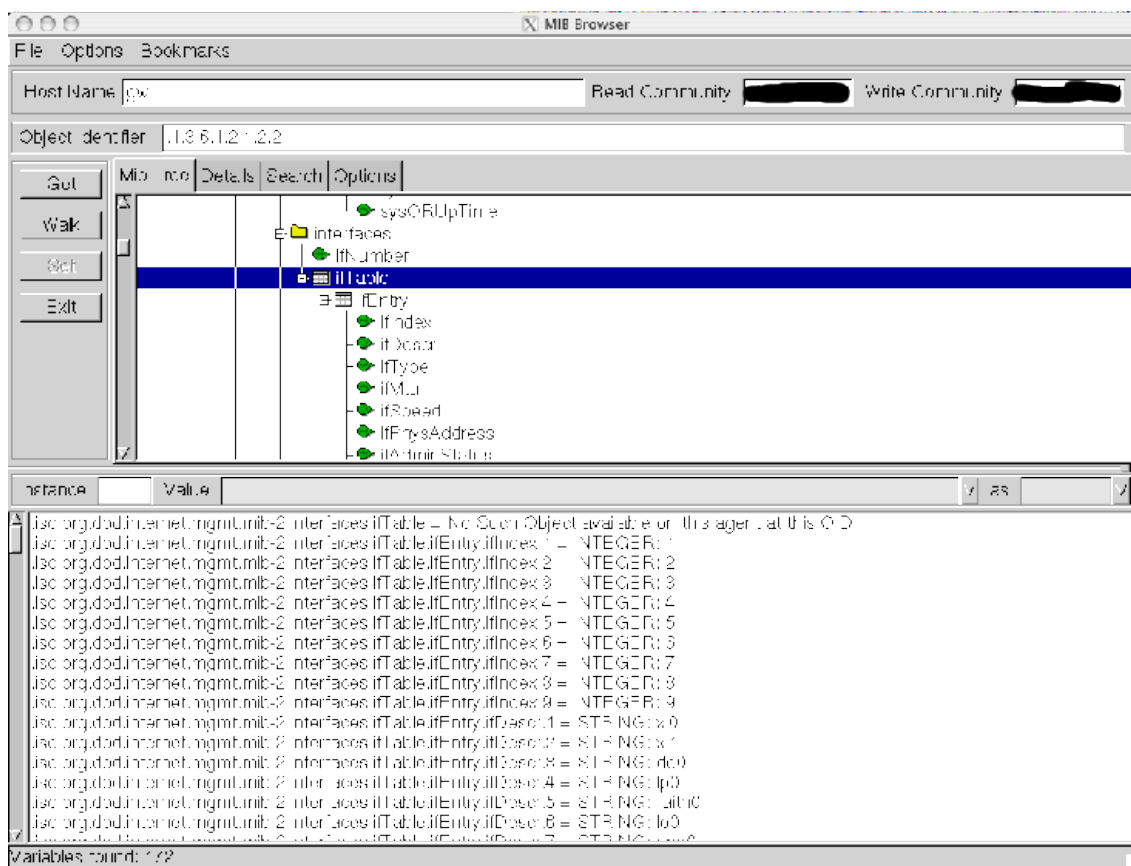 MIB Browser
File Options Bookmarks
Host Name gw Read Community Write Community
Object Identifier .1.3.6.1.2.1.2.2
Get
Walk
Set
Exit
Mib Tree Details Search Options
sysORUpTime
interfaces
ifNumber
ifTable
ifEntry
ifIndex
ifDescr
ifType
ifMtu
ifSpeed
ifPhysAddress
ifAdminStatus
Instance Value as
.iso.org.dod.internet.mgmt.mib-2.interfaces.ifTable = No Such Object available on this agent at this OID
.iso.org.dod.internet.mgmt.mib-2.interfaces.ifTable.ifEntry.ifIndex.1 = INTEGER: 1
.iso.org.dod.internet.mgmt.mib-2.interfaces.ifTable.ifEntry.ifIndex.2 = INTEGER: 2
.iso.org.dod.internet.mgmt.mib-2.interfaces.ifTable.ifEntry.ifIndex.3 = INTEGER: 3
.iso.org.dod.internet.mgmt.mib-2.interfaces.ifTable.ifEntry.ifIndex.4 = INTEGER: 4
.iso.org.dod.internet.mgmt.mib-2.interfaces.ifTable.ifEntry.ifIndex.5 = INTEGER: 5
.iso.org.dod.internet.mgmt.mib-2.interfaces.ifTable.ifEntry.ifIndex.6 = INTEGER: 6
.iso.org.dod.internet.mgmt.mib-2.interfaces.ifTable.ifEntry.ifIndex.7 = INTEGER: 7
.iso.org.dod.internet.mgmt.mib-2.interfaces.ifTable.ifEntry.ifIndex.8 = INTEGER: 8
.iso.org.dod.internet.mgmt.mib-2.interfaces.ifTable.ifEntry.ifIndex.9 = INTEGER: 9
.iso.org.dod.internet.mgmt.mib-2.interfaces.ifTable.ifEntry.ifDescr.1 = STRING:
.iso.org.dod.internet.mgmt.mib-2.interfaces.ifTable.ifEntry.ifDescr.2 = STRING:
.iso.org.dod.internet.mgmt.mib-2.interfaces.ifTable.ifEntry.ifDescr.3 = STRING: dc0
.iso.org.dod.internet.mgmt.mib-2.interfaces.ifTable.ifEntry.ifDescr.4 = STRING: lp0
.iso.org.dod.internet.mgmt.mib-2.interfaces.ifTable.ifEntry.ifDescr.5 = STRING: faith0
.iso.org.dod.internet.mgmt.mib-2.interfaces.ifTable.ifEntry.ifDescr.6 = STRING: lo0
Variables found: 172